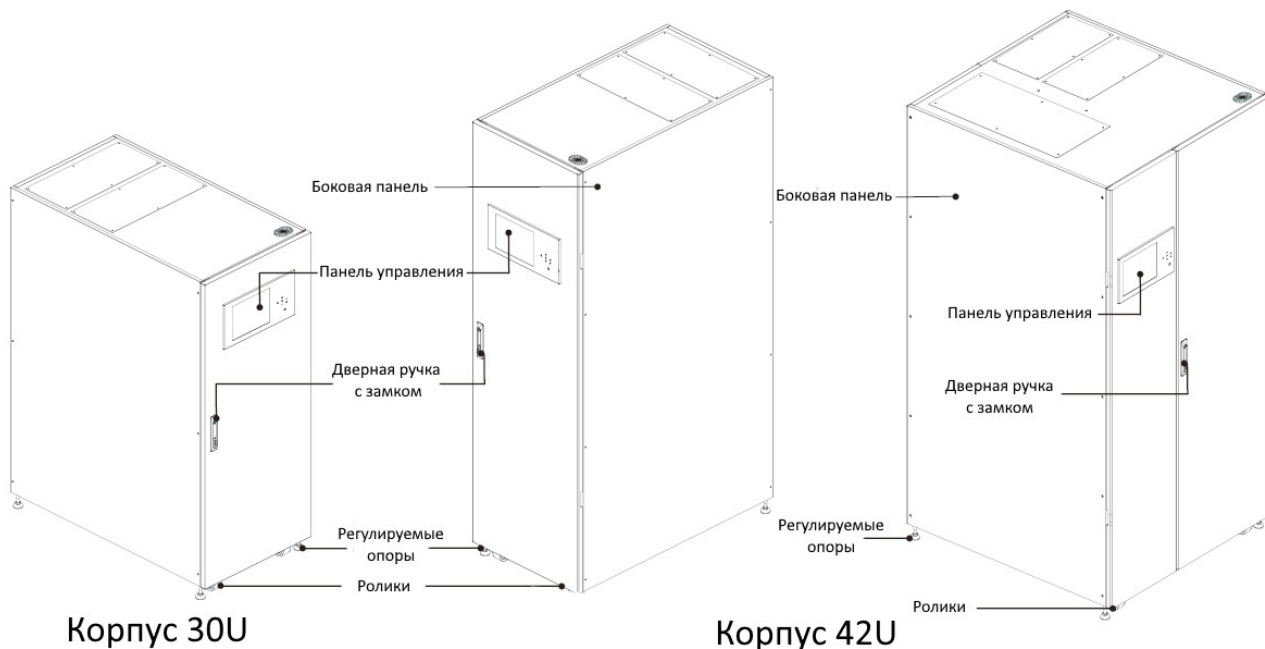 Боковая панель
Панель управления
Дверная ручка
с замком
Регулируемые
опоры
Ролики
Корпус 30U
Боковая панель
Панель управления
Дверная ручка
с замком
Регулируемые
опоры
Ролики
Корпус 42U